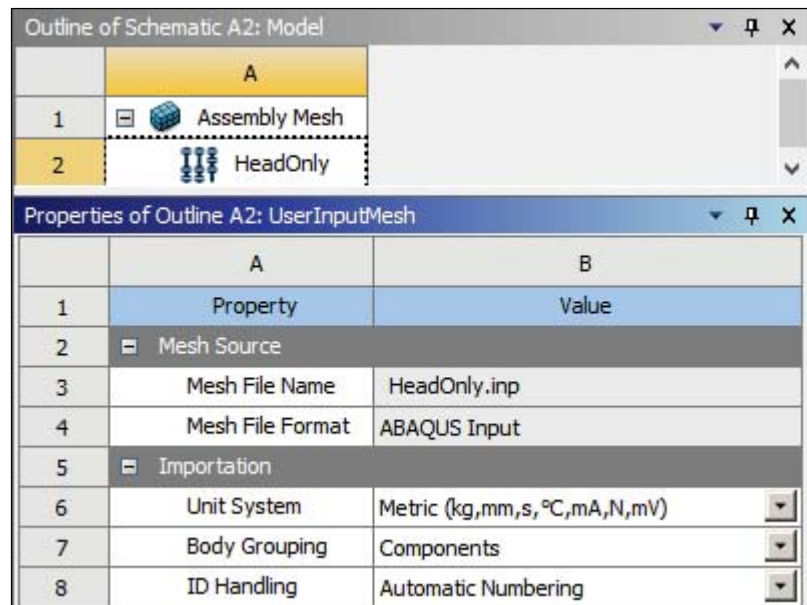 Outline of Schematic A2: Model
A
1 Assembly Mesh
2 HeadOnly
Properties of Outline A2: UserInputMesh
A B
1 Property Value
2 Mesh Source
3 Mesh File Name HeadOnly.inp
4 Mesh File Format ABAQUS Input
5 Importation
6 Unit System Metric (kg,mm,s,°C,mA,N,mV)
7 Body Grouping Components
8 ID Handling Automatic Numbering